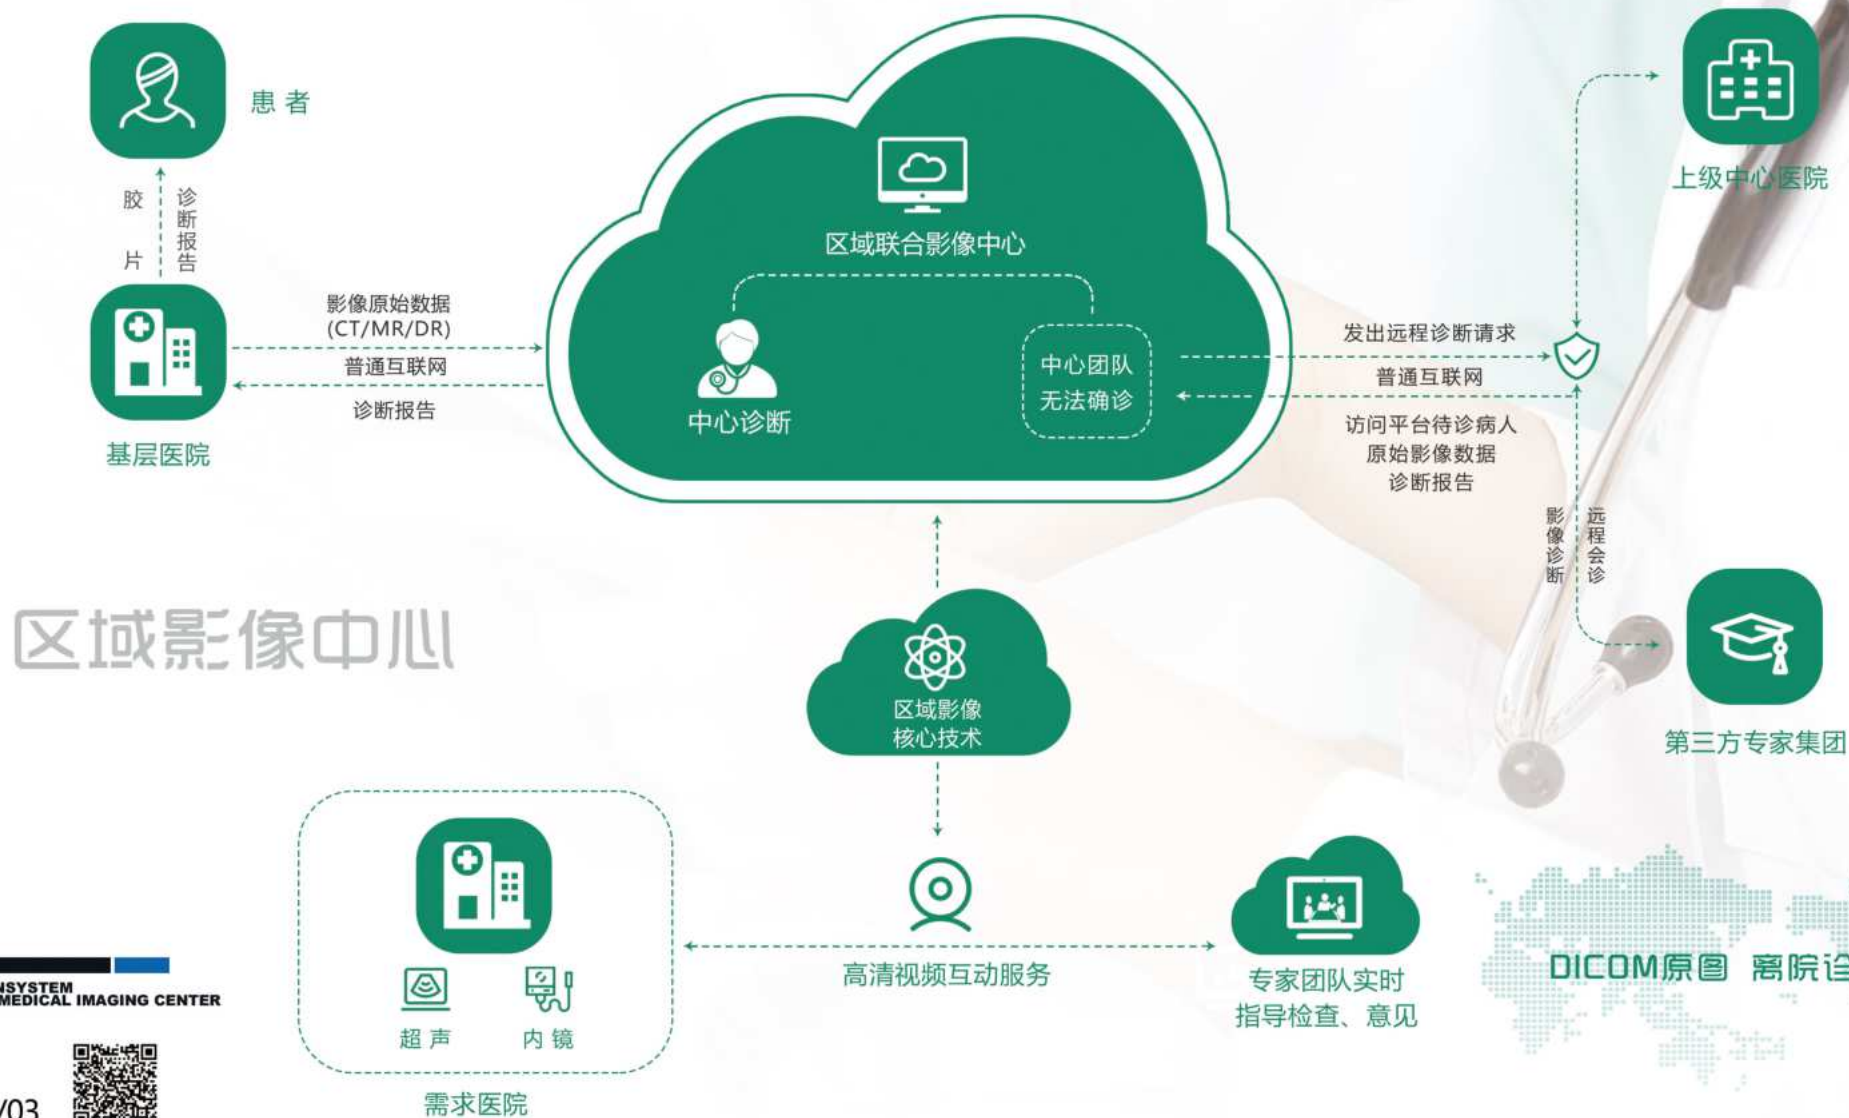 患者
胶片
诊断报告
基层医院
影像原始数据
(CT/MR/DR)
普通互联网
诊断报告
区域联合影像中心
中心诊断
中心团队
无法确诊
发出远程诊断请求
普通互联网
访问平台待诊病人
原始影像数据
诊断报告
上级中心医院
影像诊断
远程会诊
第三方专家集团
区域影像中心
区域影像
核心技术
高清视频互动服务
专家团队实时
指导检查、意见
超声
内镜
需求医院
DICOM原图 离院诊
NSYSTEM
MEDICAL IMAGING CENTER
/03